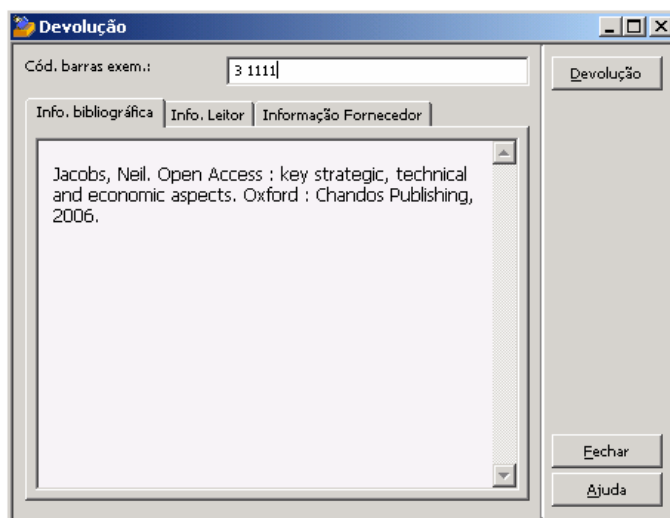 Devolução
Cód. barras exem.:
3 1111
Devolução
Info. bibliográfica
Info. Leitor
Informação Fornecedor
Jacobs, Neil. Open Access : key strategic, technical
and economic aspects. Oxford : Chandos Publishing,
2006.
Fechar
Ajuda